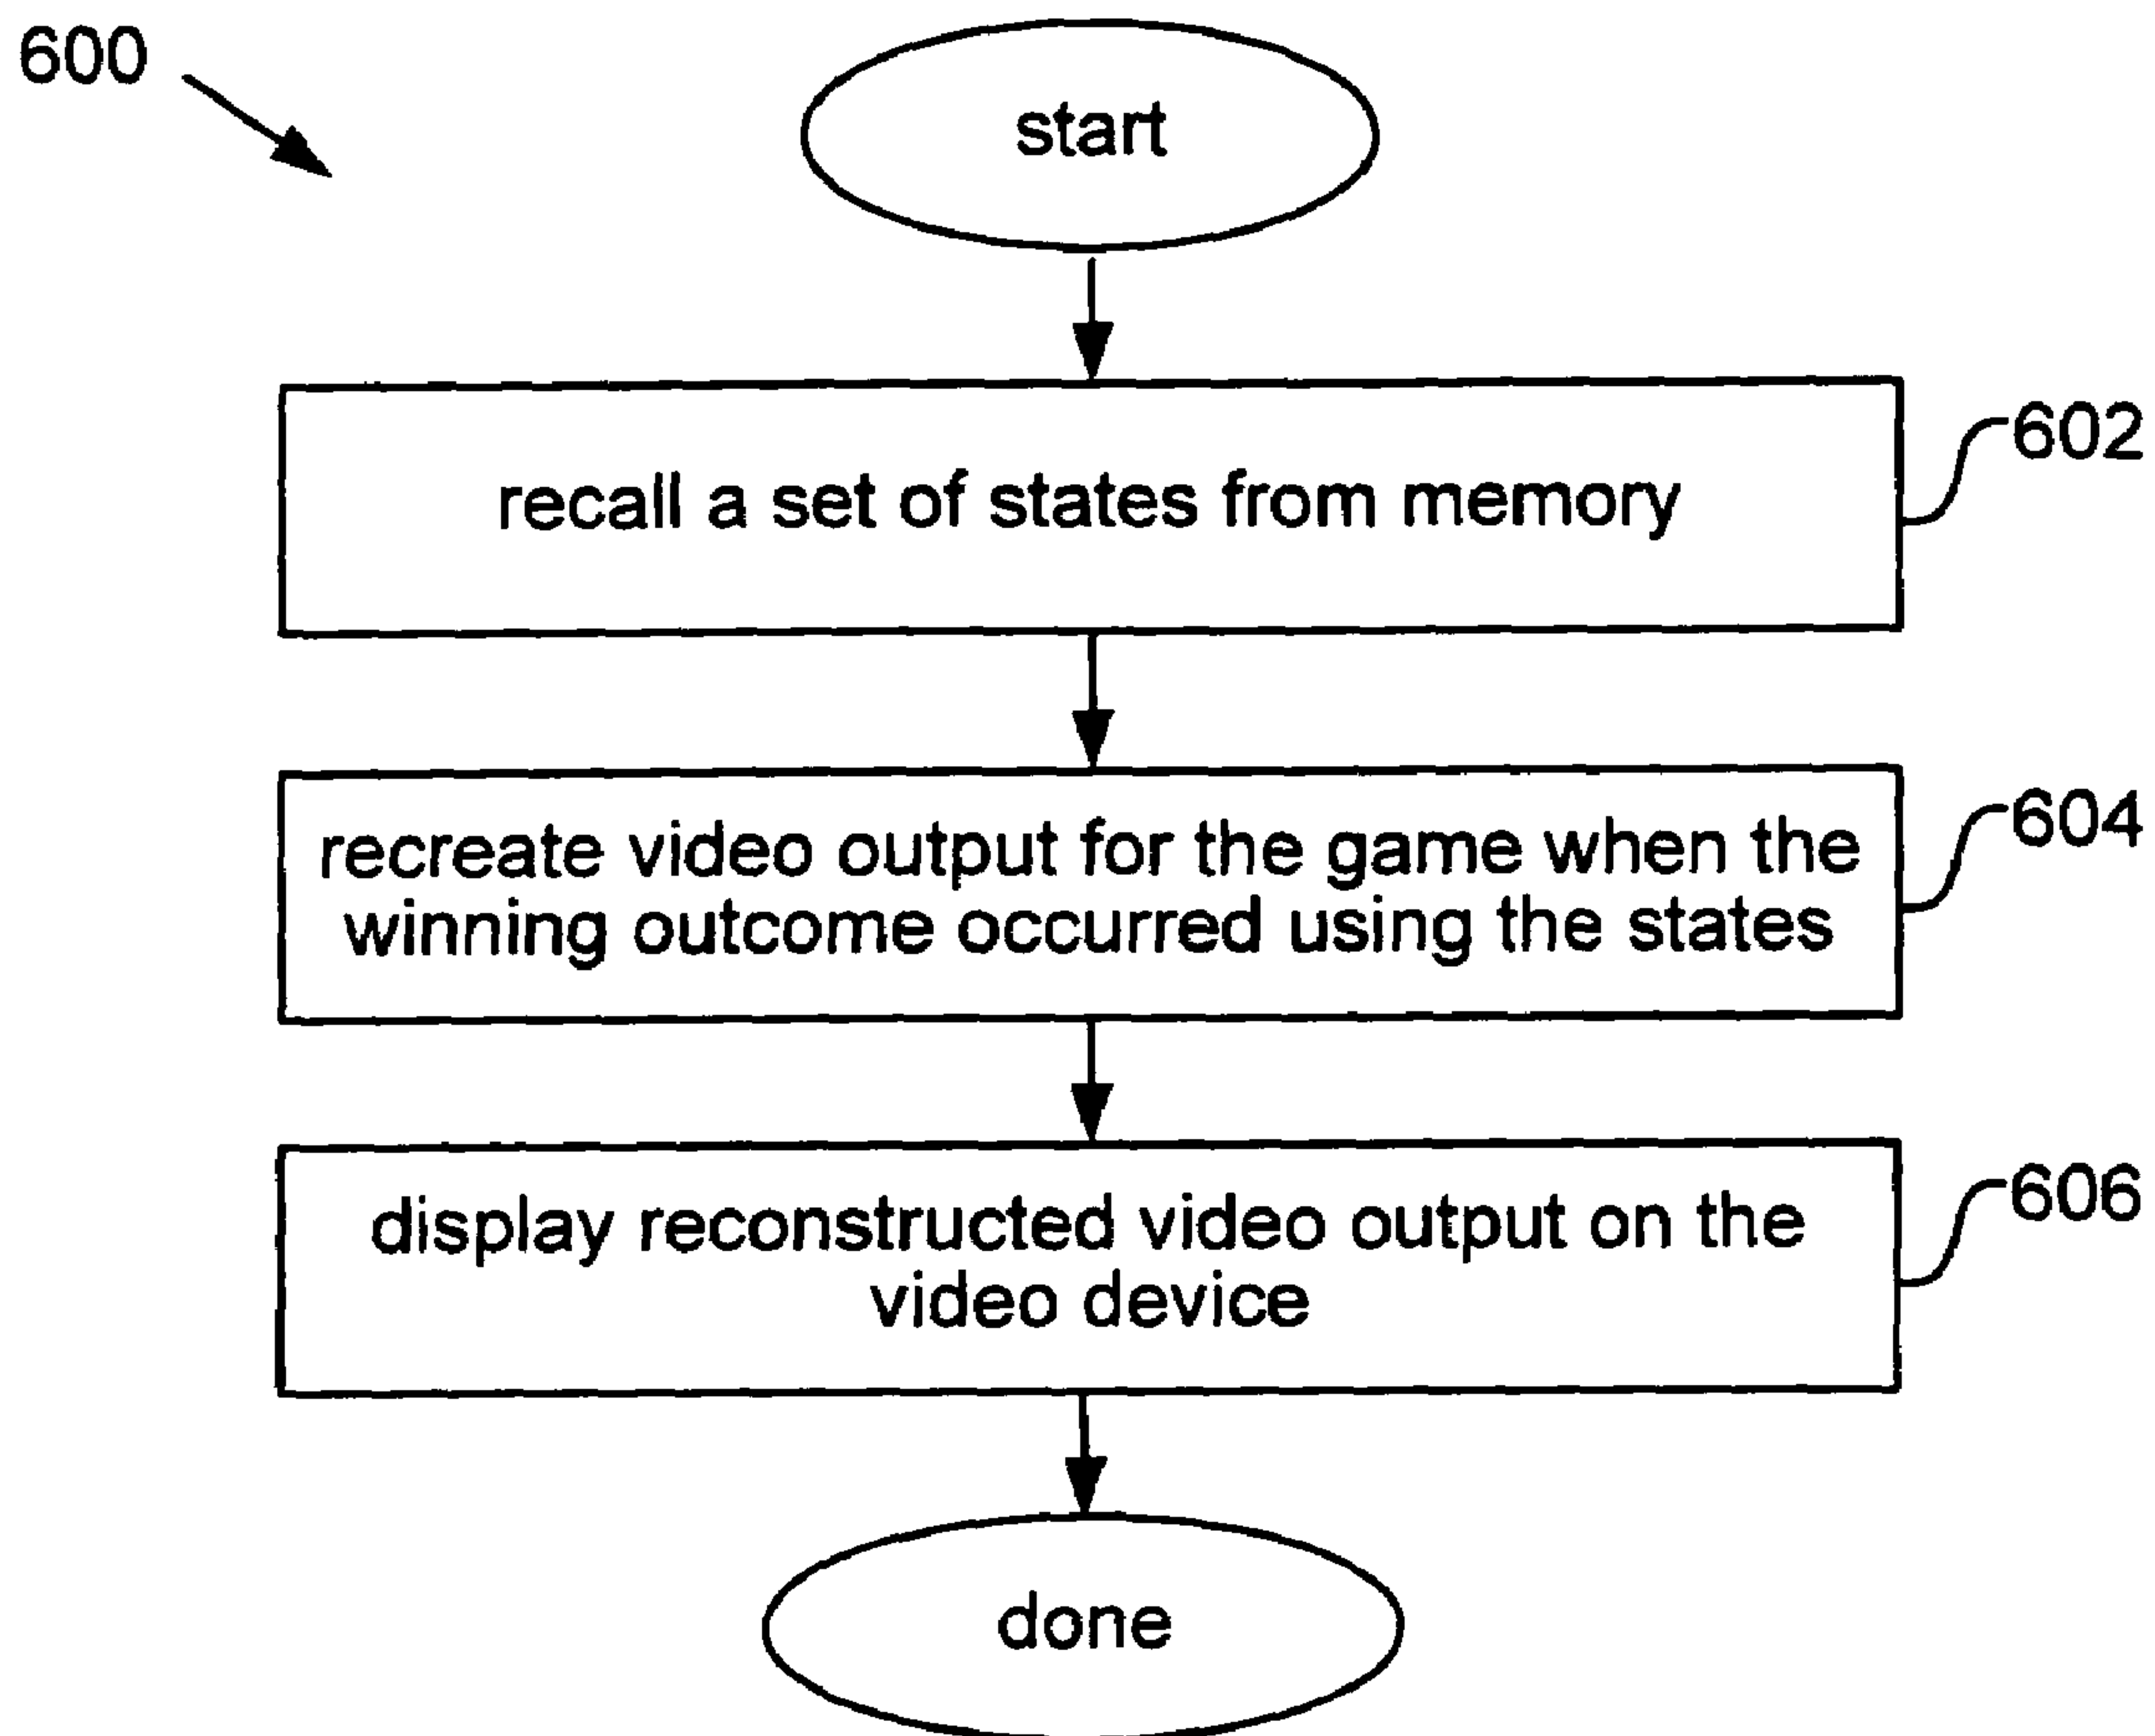 600
start
recall a set of states from memory
602
recreate video output for the game when the
winning outcome occurred using the states
604
display reconstructed video output on the
video device
606
done